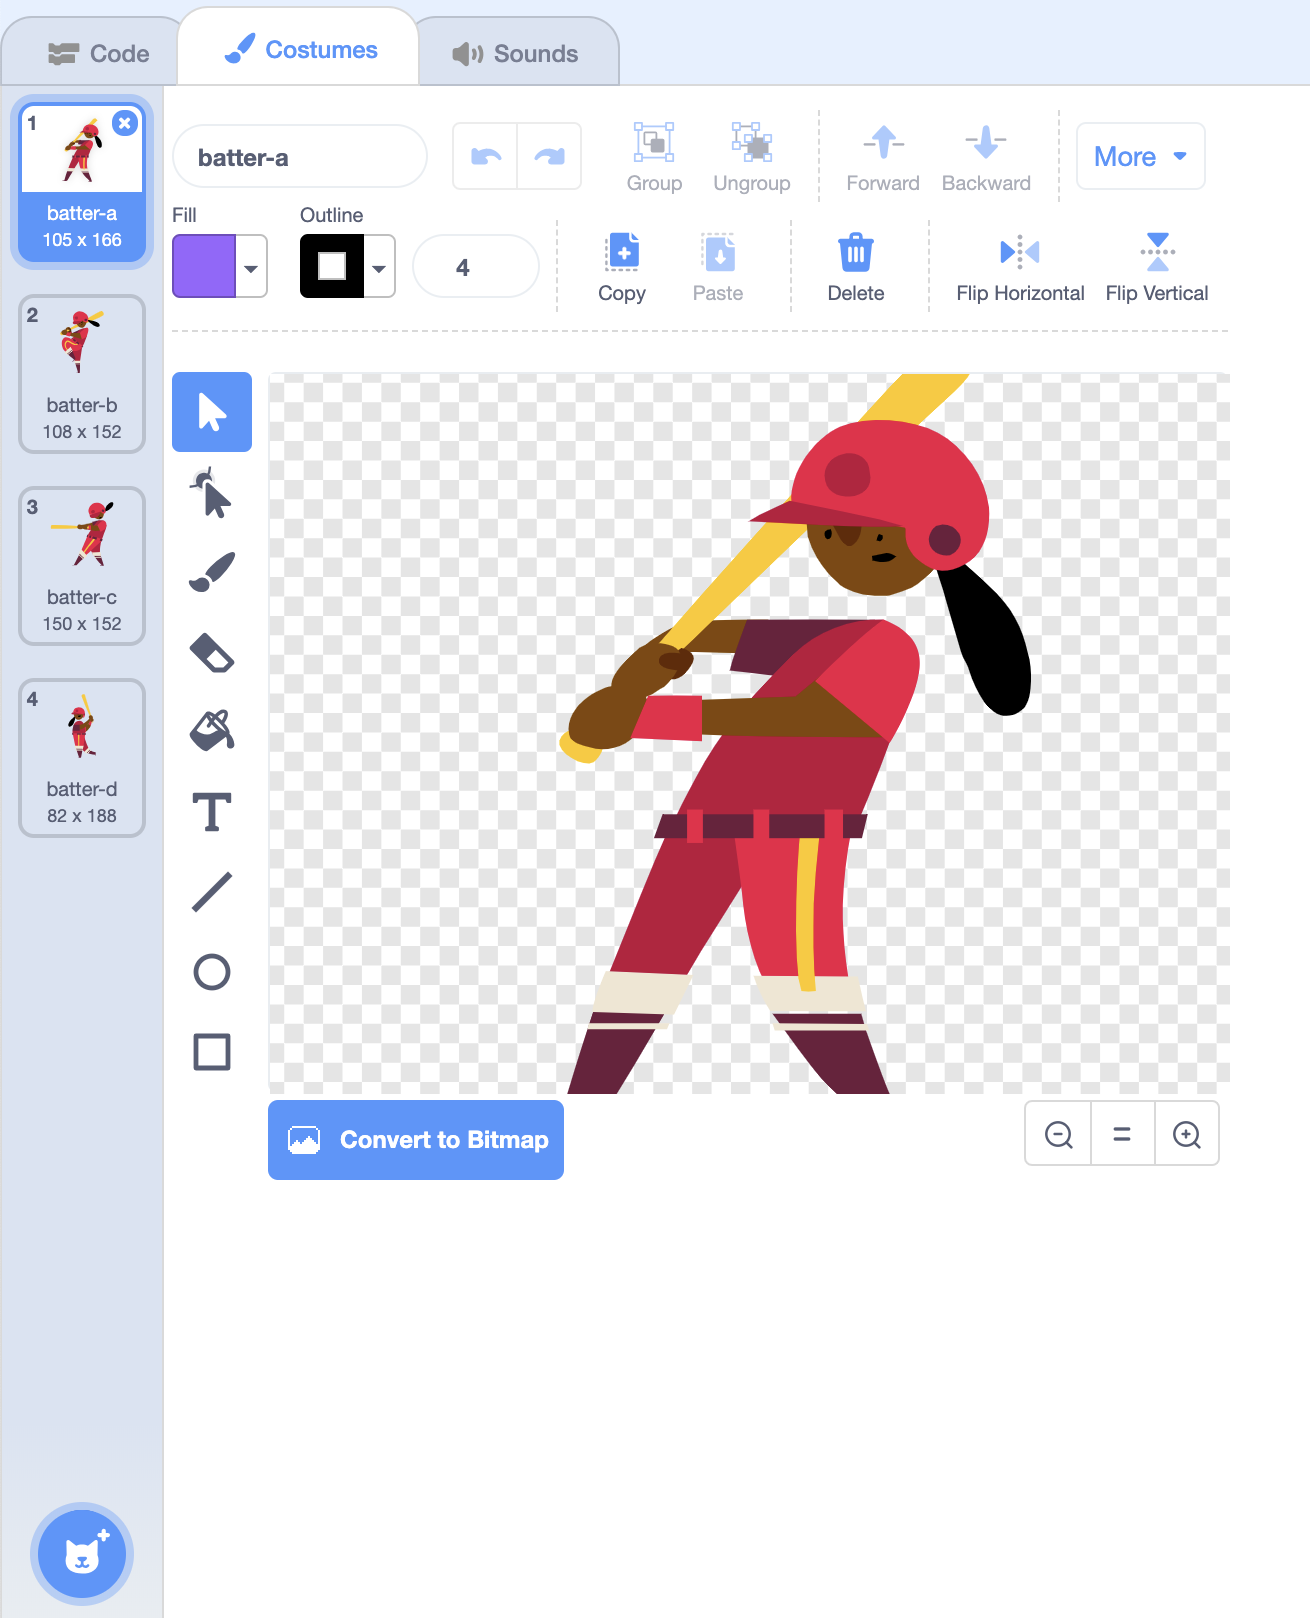 Code
Costumes
Sounds
1
batter-a
105 x 166
2
batter-b
108 x 152
3
batter-c
150 x 152
4
batter-d
82 x 188
batter-a
Group
Ungroup
Forward
Backward
More
Fill
Outline
4
Copy
Paste
Delete
Flip Horizontal
Flip Vertical
T
Convert to Bitmap